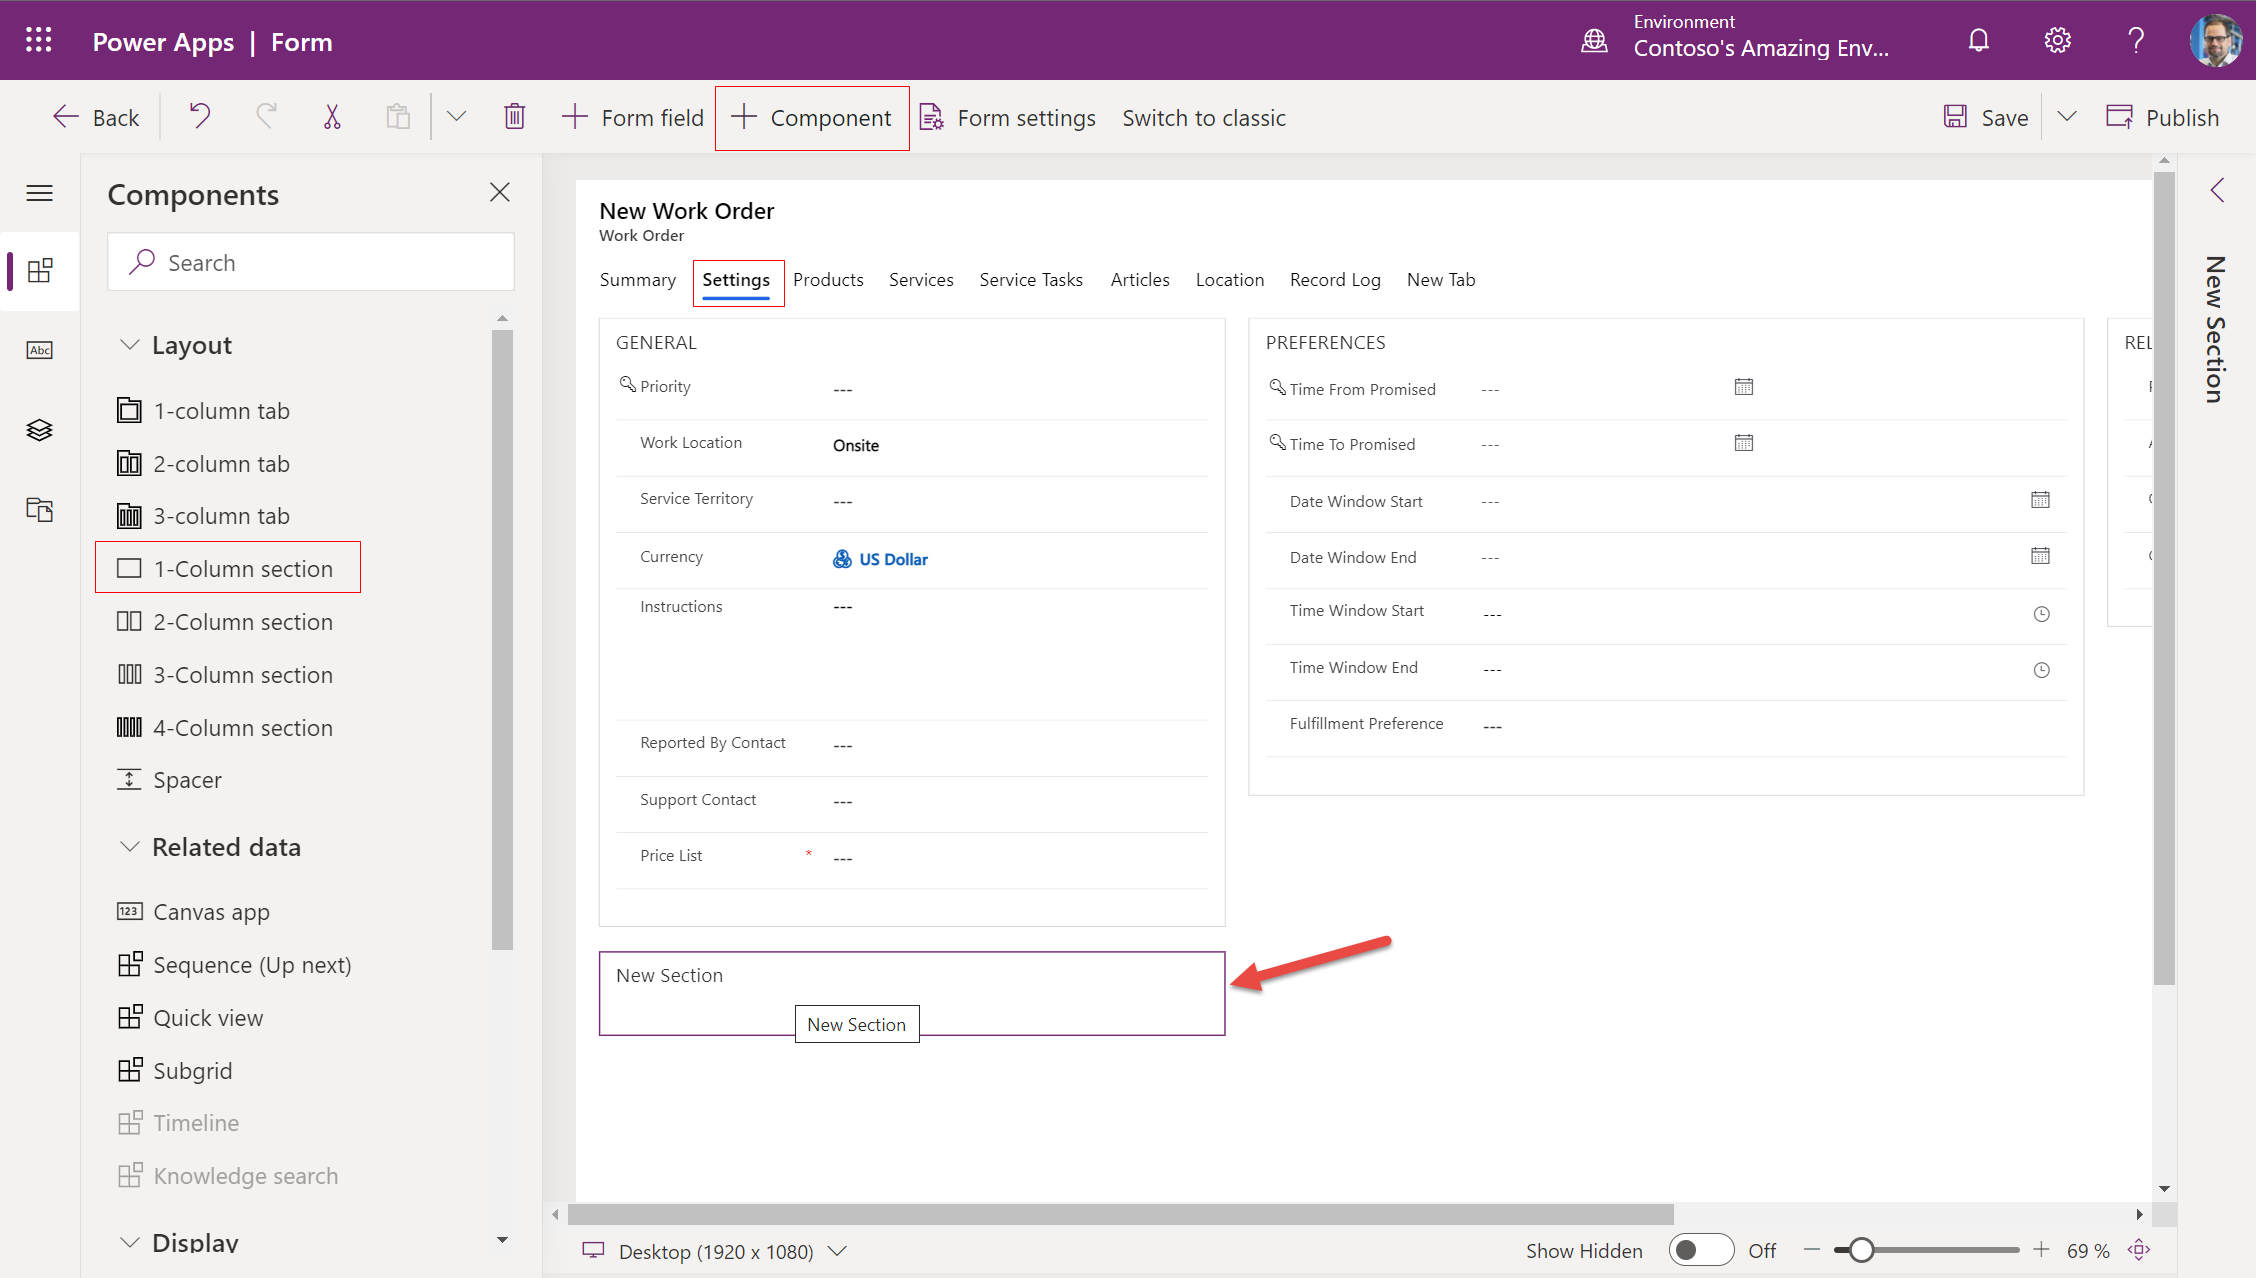 Power Apps | Form
Environment
Contoso's Amazing Env...
Back
Form field
Component
Form settings
Switch to classic
Save
Publish
Components
Search
Layout
1-column tab
2-column tab
3-column tab
1-Column section
2-Column section
3-Column section
4-Column section
Spacer
Related data
Canvas app
Sequence (Up next)
Quick view
Subgrid
Timeline
Knowledge search
Display
New Work Order
Work Order
Summary Settings Products Services Service Tasks Articles Location Record Log New Tab
GENERAL
Priority ---
Work Location Onsite
Service Territory ---
Currency US Dollar
Instructions ---
Reported By Contact ---
Support Contact ---
Price List * ---
New Section
New Section
PREFERENCES
Time From Promised ---
Time To Promised ---
Date Window Start ---
Date Window End ---
Time Window Start ---
Time Window End ---
Fulfillment Preference ---
REL
New Section
Desktop (1920 x 1080)
Show Hidden Off
69 %